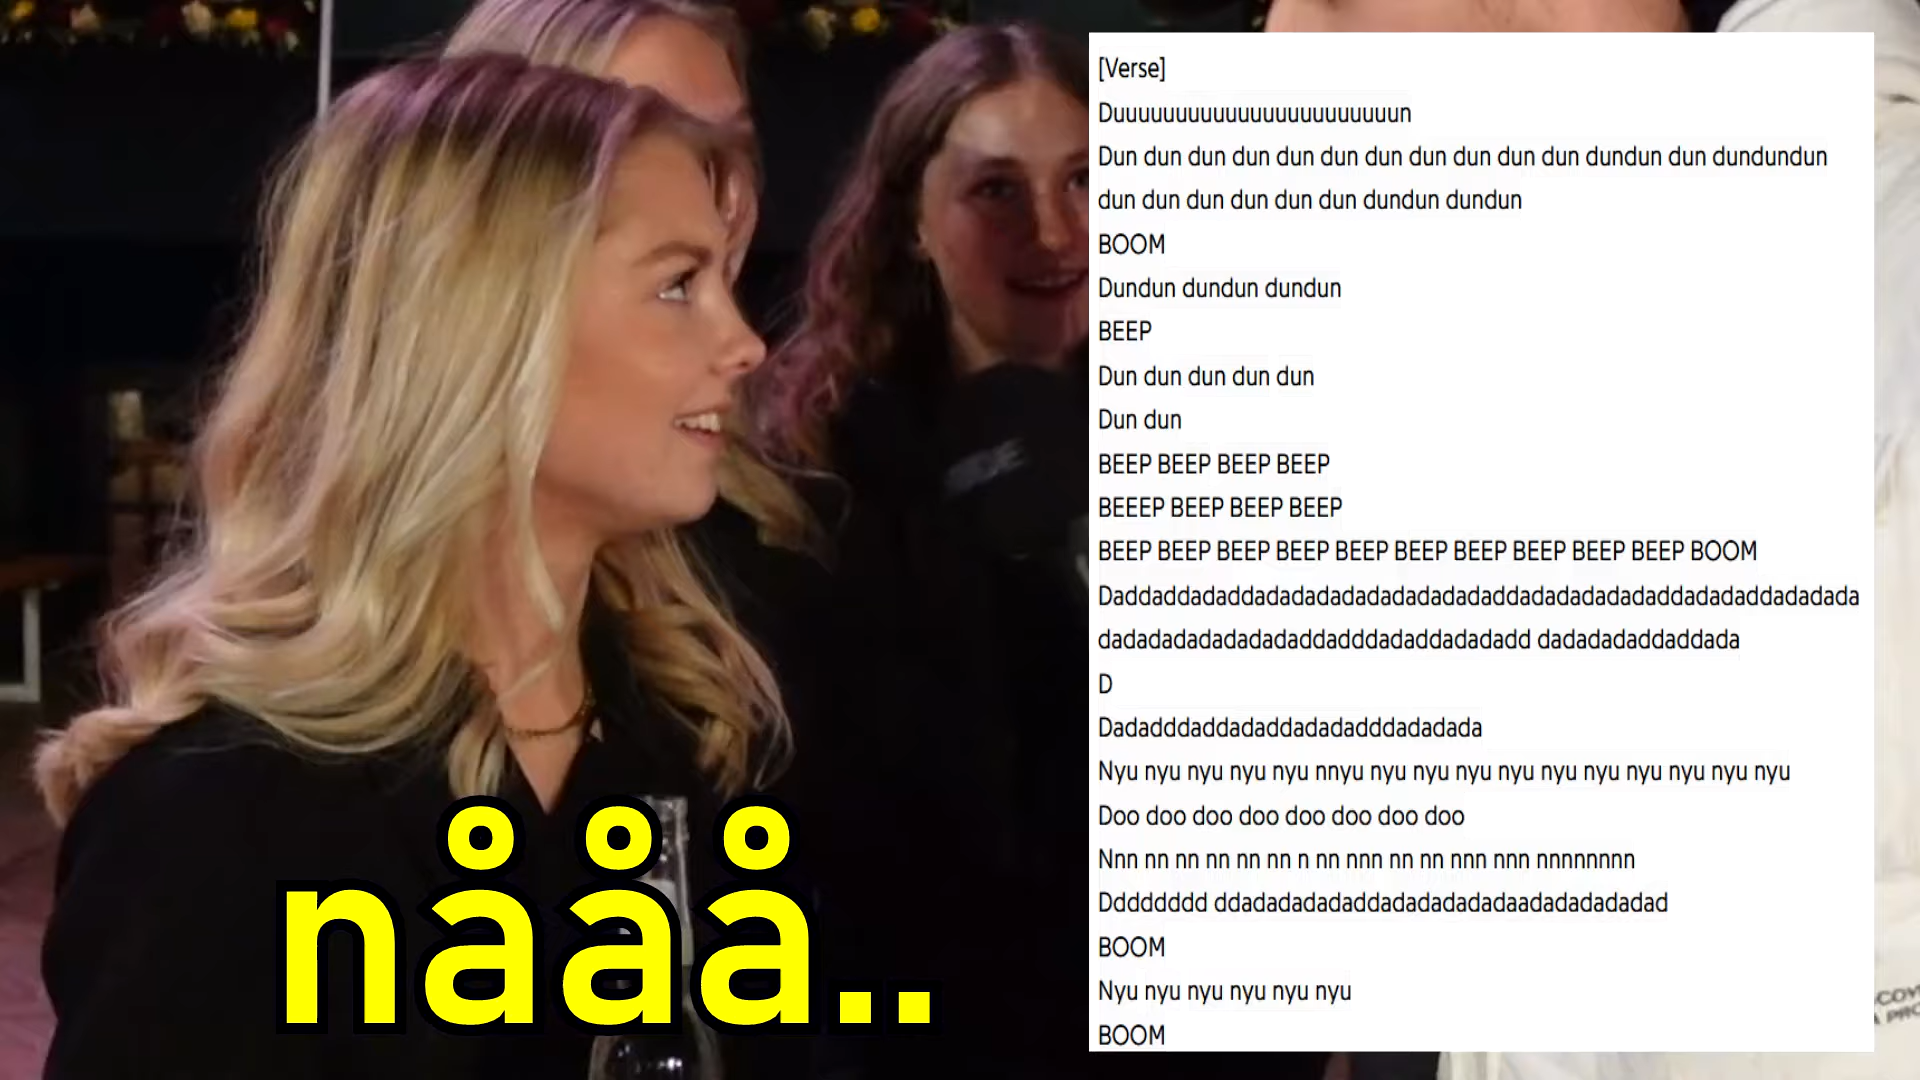 [Verse]
Duuuuuuuuuuuuuuuuuuuuuuun
Dun dun dun dun dun dun dun dun dun dun dun dundun dun dundundun
dun dun dun dun dun dun dundun dundun
BOOM
Dundun dundun dundun
BEEP
Dun dun dun dun dun
Dun dun
BEEP BEEP BEEP BEEP
BEEEP BEEP BEEP BEEP
BEEP BEEP BEEP BEEP BEEP BEEP BEEP BEEP BEEP BEEP BOOM
Daddaddadaddadadadadadadadadaddadadadadadaddadadaddadadada
dadadadadadadadaddadddadaddadadadd dadadadaddaddada
D
Dadadddaddadaddadadadddadadada
Nyu nyu nyu nyu nyu nnyu nyu nyu nyu nyu nyu nyu nyu nyu nyu nyu
Doo doo doo doo doo doo doo doo
Nnn nn nn nn nn nn n nn nnn nn nn nnn nnn nnnnnnnn
Dddddddd ddadadadadaddadadadadadaadadadadadad
BOOM
Nyu nyu nyu nyu nyu nyu
BOOM
nååå..